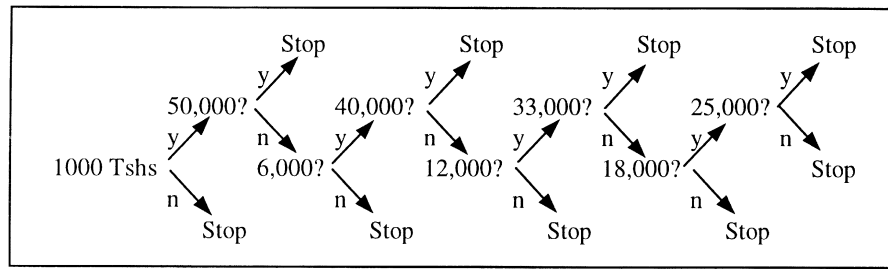 Stop Stop Stop Stop
y y y y
50,000? 40,000? 33,000? 25,000?
y n y n y n y n
1000 Tshs 6,000? 12,000? 18,000? Stop
n n n n
Stop Stop Stop Stop